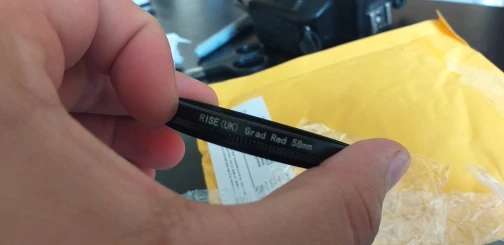 RISE(UK) Grad Red 58mm